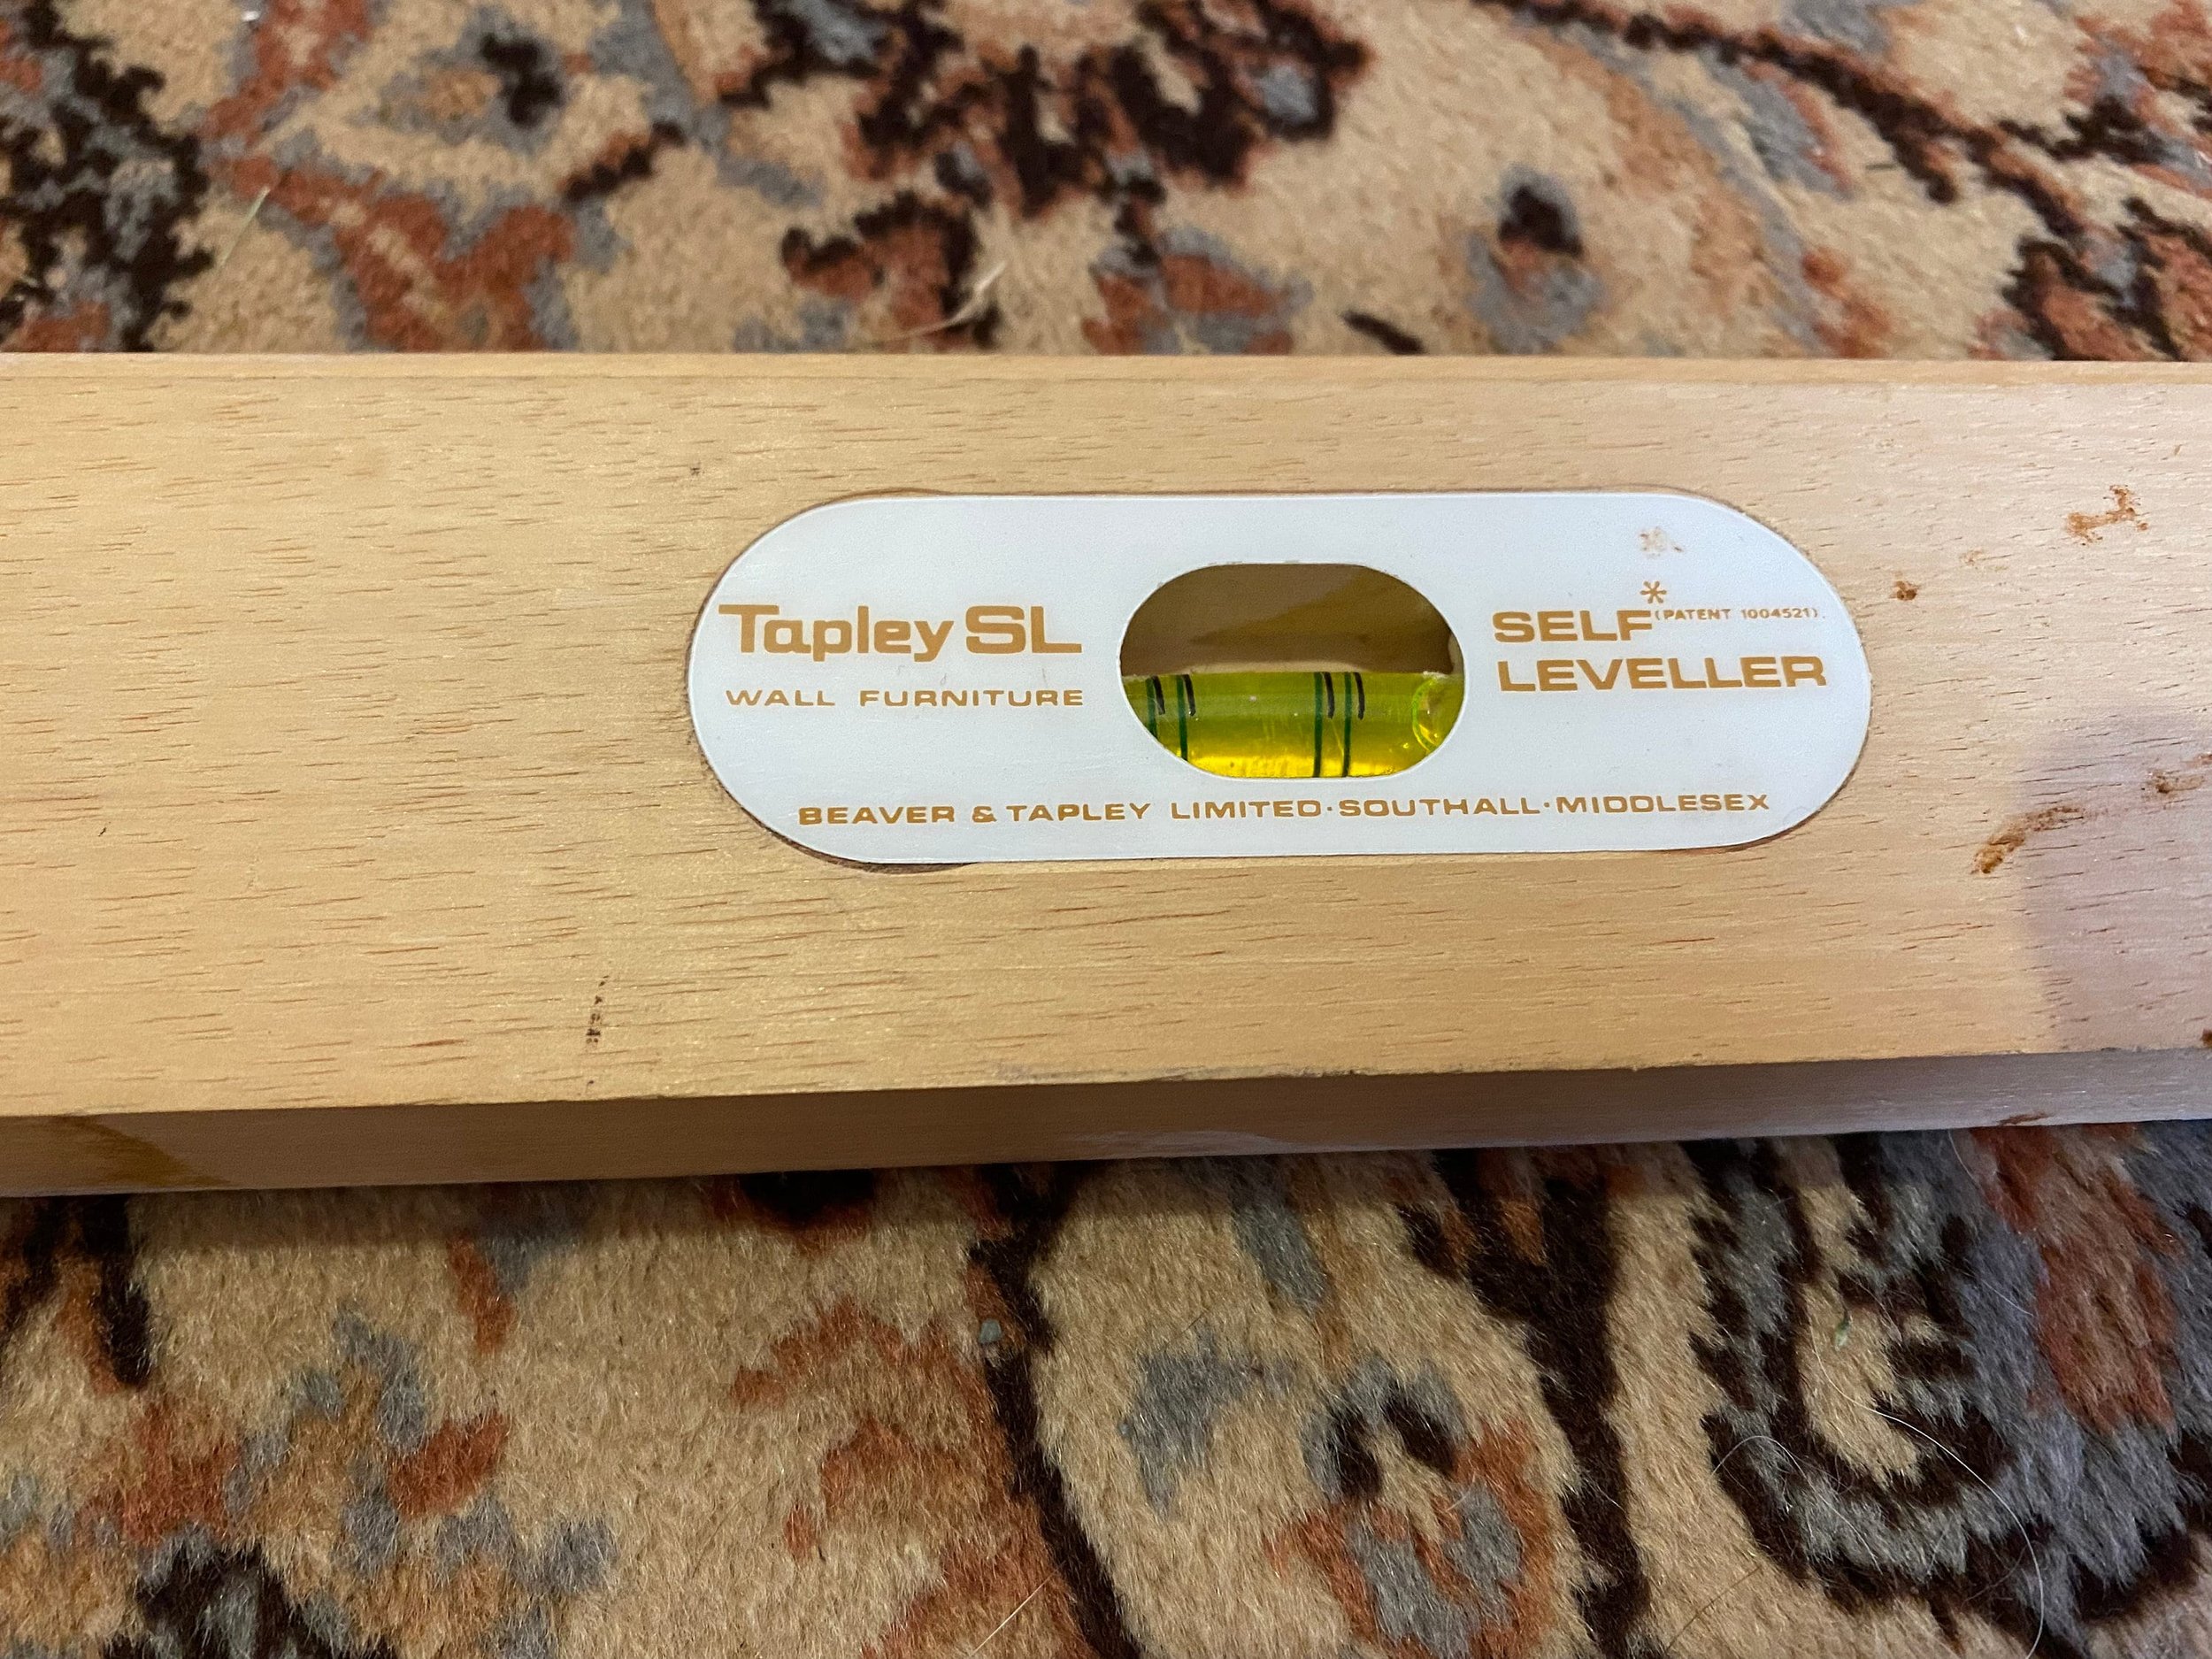 Tapley SL
WALL FURNITURE
SELF* (PATENT 1004521).
LEVELLER
BEAVER & TAPLEY LIMITED·SOUTHALL·MIDDLESEX